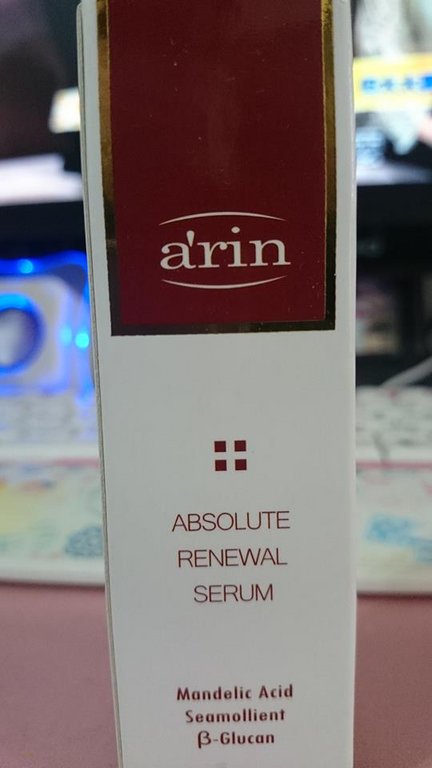 a'rin
ABSOLUTE
RENEWAL
SERUM
Mandelic Acid
Seamollient
β-Glucan